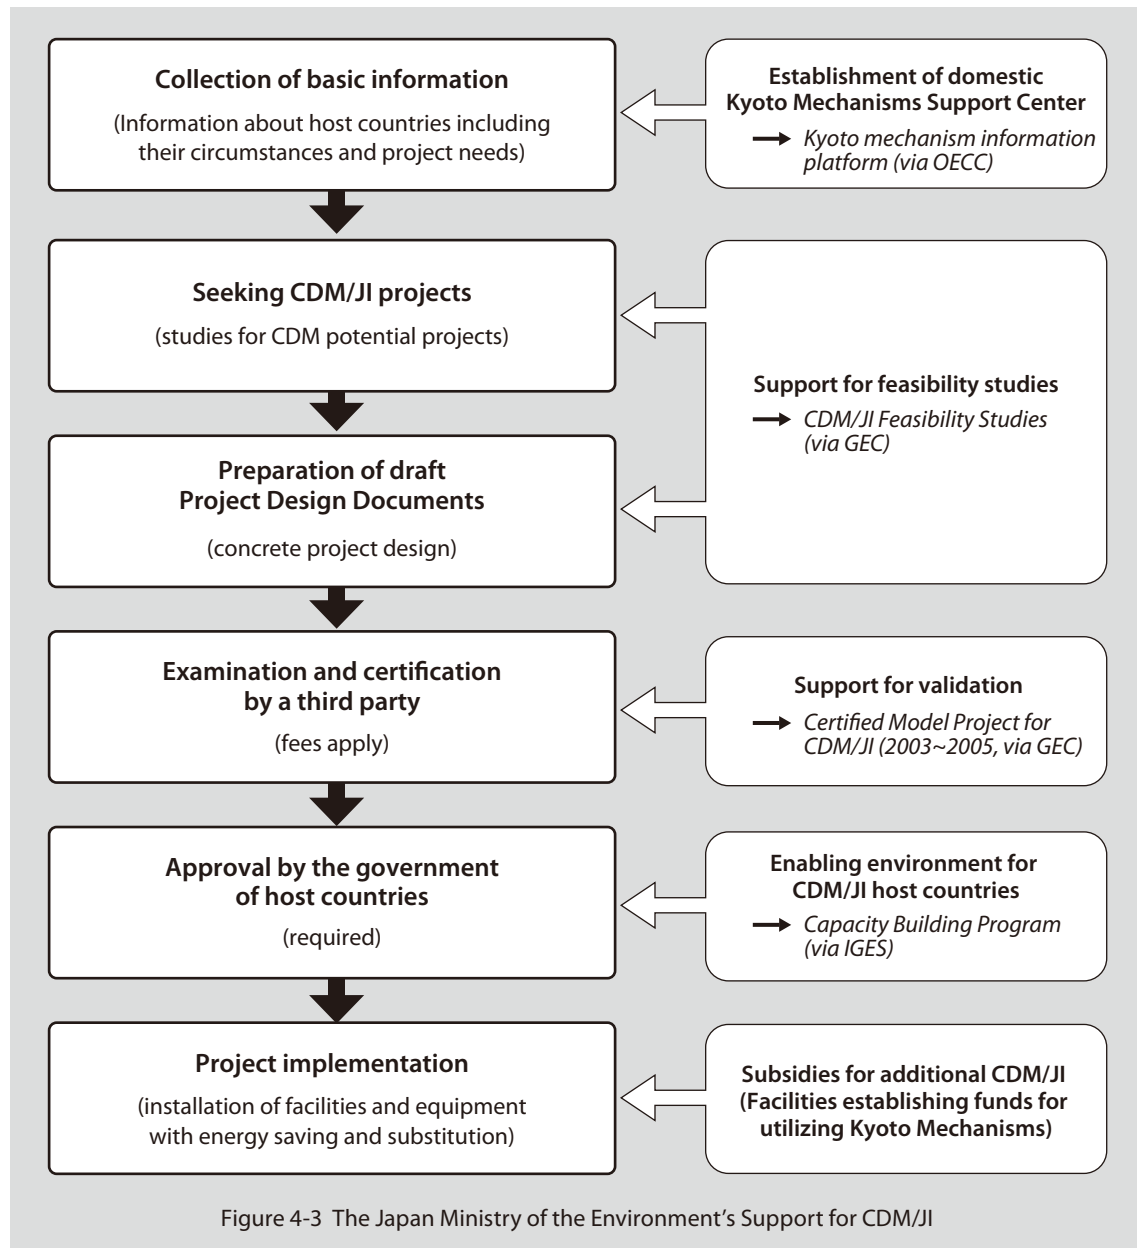 Collection of basic information
(Information about host countries including
their circumstances and project needs)
Establishment of domestic
Kyoto Mechanisms Support Center
Kyoto mechanism information
platform (via OECC)
Seeking CDM/JI projects
(studies for CDM potential projects)
Support for feasibility studies
CDM/JI Feasibility Studies
(via GEC)
Preparation of draft
Project Design Documents
(concrete project design)
Examination and certification
by a third party
(fees apply)
Support for validation
Certified Model Project for
CDM/JI (2003~2005, via GEC)
Approval by the government
of host countries
(required)
Enabling environment for
CDM/JI host countries
Capacity Building Program
(via IGES)
Project implementation
(installation of facilities and equipment
with energy saving and substitution)
Subsidies for additional CDM/JI
(Facilities establishing funds for
utilizing Kyoto Mechanisms)
Figure 4-3 The Japan Ministry of the Environment’s Support for CDM/JI